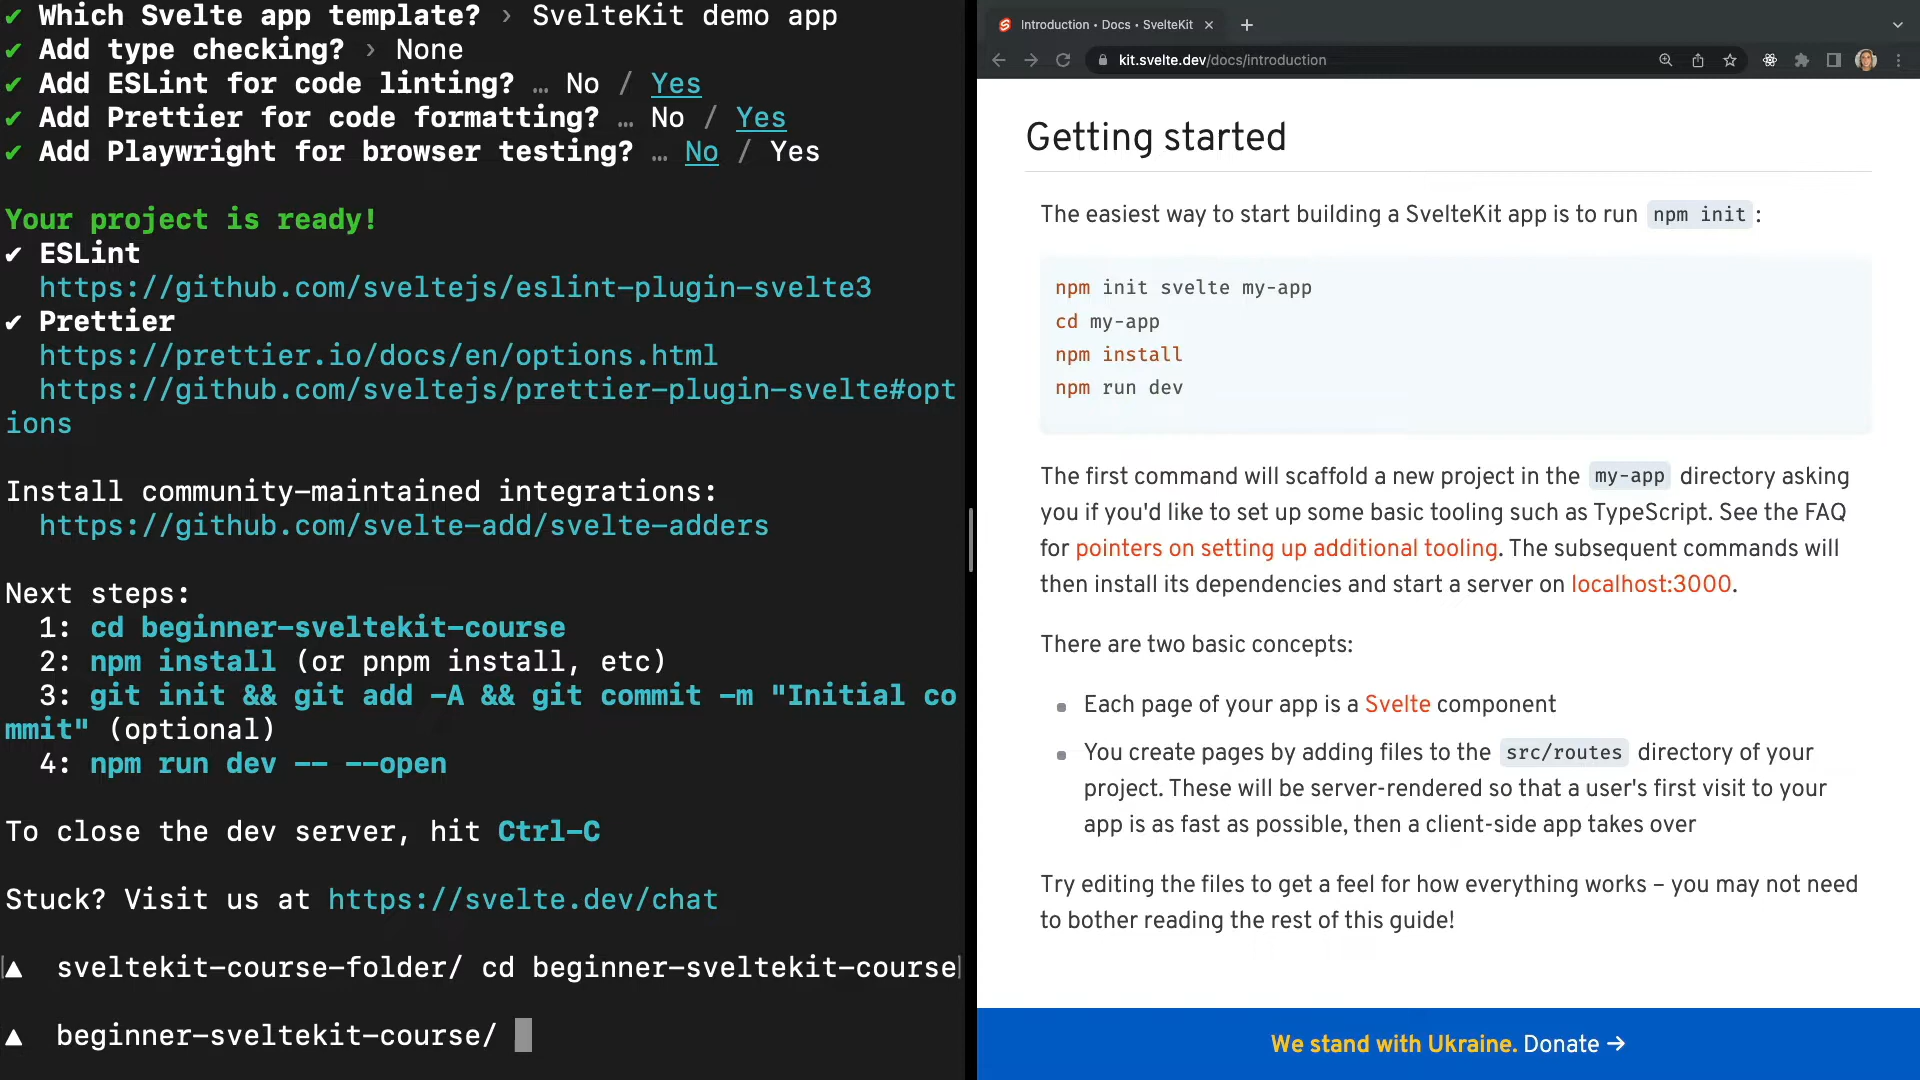 ✔ Which Svelte app template? › SvelteKit demo app
✔ Add type checking? › None
✔ Add ESLint for code linting? … No / Yes
✔ Add Prettier for code formatting? … No / Yes
✔ Add Playwright for browser testing? … No / Yes
Your project is ready!
✔ ESLint
https://github.com/sveltejs/eslint-plugin-svelte3
✔ Prettier
https://prettier.io/docs/en/options.html
https://github.com/sveltejs/prettier-plugin-svelte#opt
ions
Install community-maintained integrations:
https://github.com/svelte-add/svelte-adders
Next steps:
1: cd beginner-sveltekit-course
2: npm install (or pnpm install, etc)
3: git init && git add -A && git commit -m "Initial co
mmit" (optional)
4: npm run dev -- --open
To close the dev server, hit Ctrl-C
Stuck? Visit us at https://svelte.dev/chat
▲ sveltekit-course-folder/ cd beginner-sveltekit-course
▲ beginner-sveltekit-course/
Introduction • Docs • SvelteKit
kit.svelte.dev/docs/introduction
Getting started
The easiest way to start building a SvelteKit app is to run npm init:
npm init svelte my-app
cd my-app
npm install
npm run dev
The first command will scaffold a new project in the my-app directory asking
you if you'd like to set up some basic tooling such as TypeScript. See the FAQ
for pointers on setting up additional tooling. The subsequent commands will
then install its dependencies and start a server on localhost:3000.
There are two basic concepts:
Each page of your app is a Svelte component
You create pages by adding files to the src/routes directory of your
project. These will be server-rendered so that a user's first visit to your
app is as fast as possible, then a client-side app takes over
Try editing the files to get a feel for how everything works – you may not need
to bother reading the rest of this guide!
We stand with Ukraine. Donate →